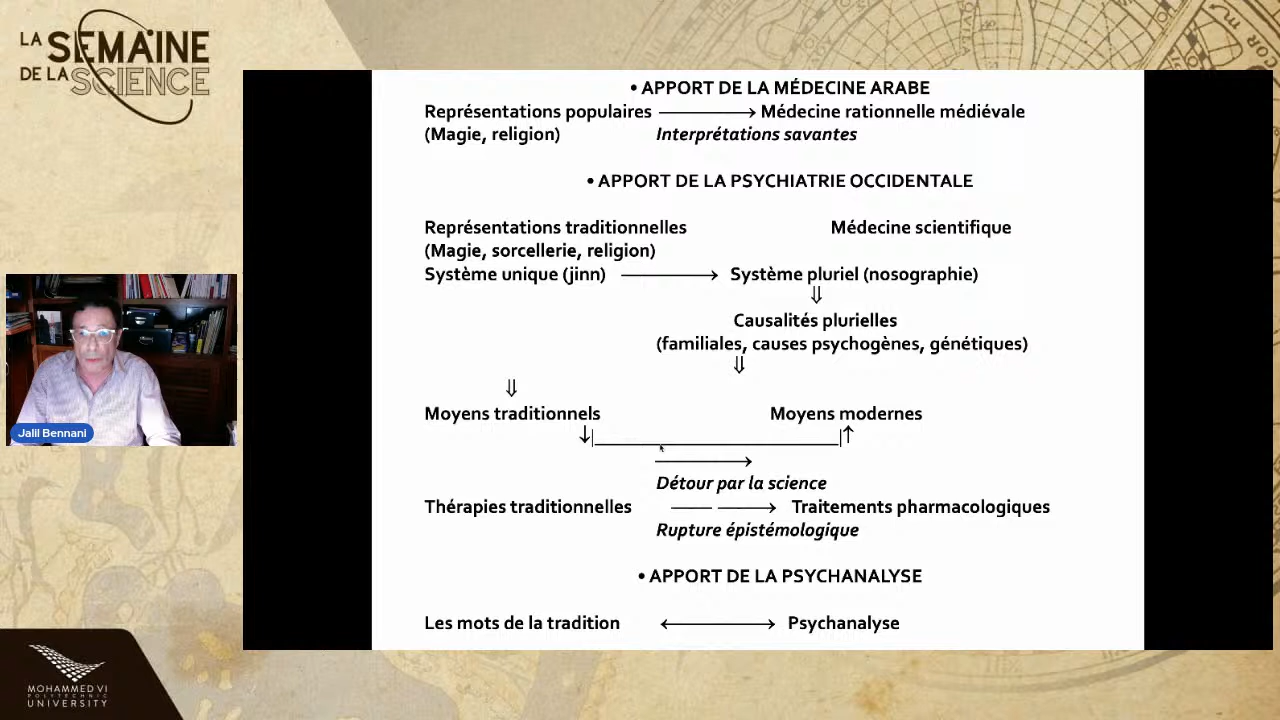 LA SEMAINE
DE LA SCIENCE
• APPORT DE LA MÉDECINE ARABE
Représentations populaires ⟶ Médecine rationnelle médiévale
(Magie, religion) Interprétations savantes
• APPORT DE LA PSYCHIATRIE OCCIDENTALE
Représentations traditionnelles Médecine scientifique
(Magie, sorcellerie, religion)
Système unique (jinn) ⟶ Système pluriel (nosographie)
⇓
Causalités plurielles
(familiales, causes psychogènes, génétiques)
⇓
⇓
Moyens traditionnels Moyens modernes
↓|___|↑
⟶
Détour par la science
Thérapies traditionnelles — ⟶ Traitements pharmacologiques
Rupture épistémologique
• APPORT DE LA PSYCHANALYSE
Les mots de la tradition ⟷ Psychanalyse
Jalil Bennani
MOHAMMED VI
POLYTECHNIC
UNIVERSITY